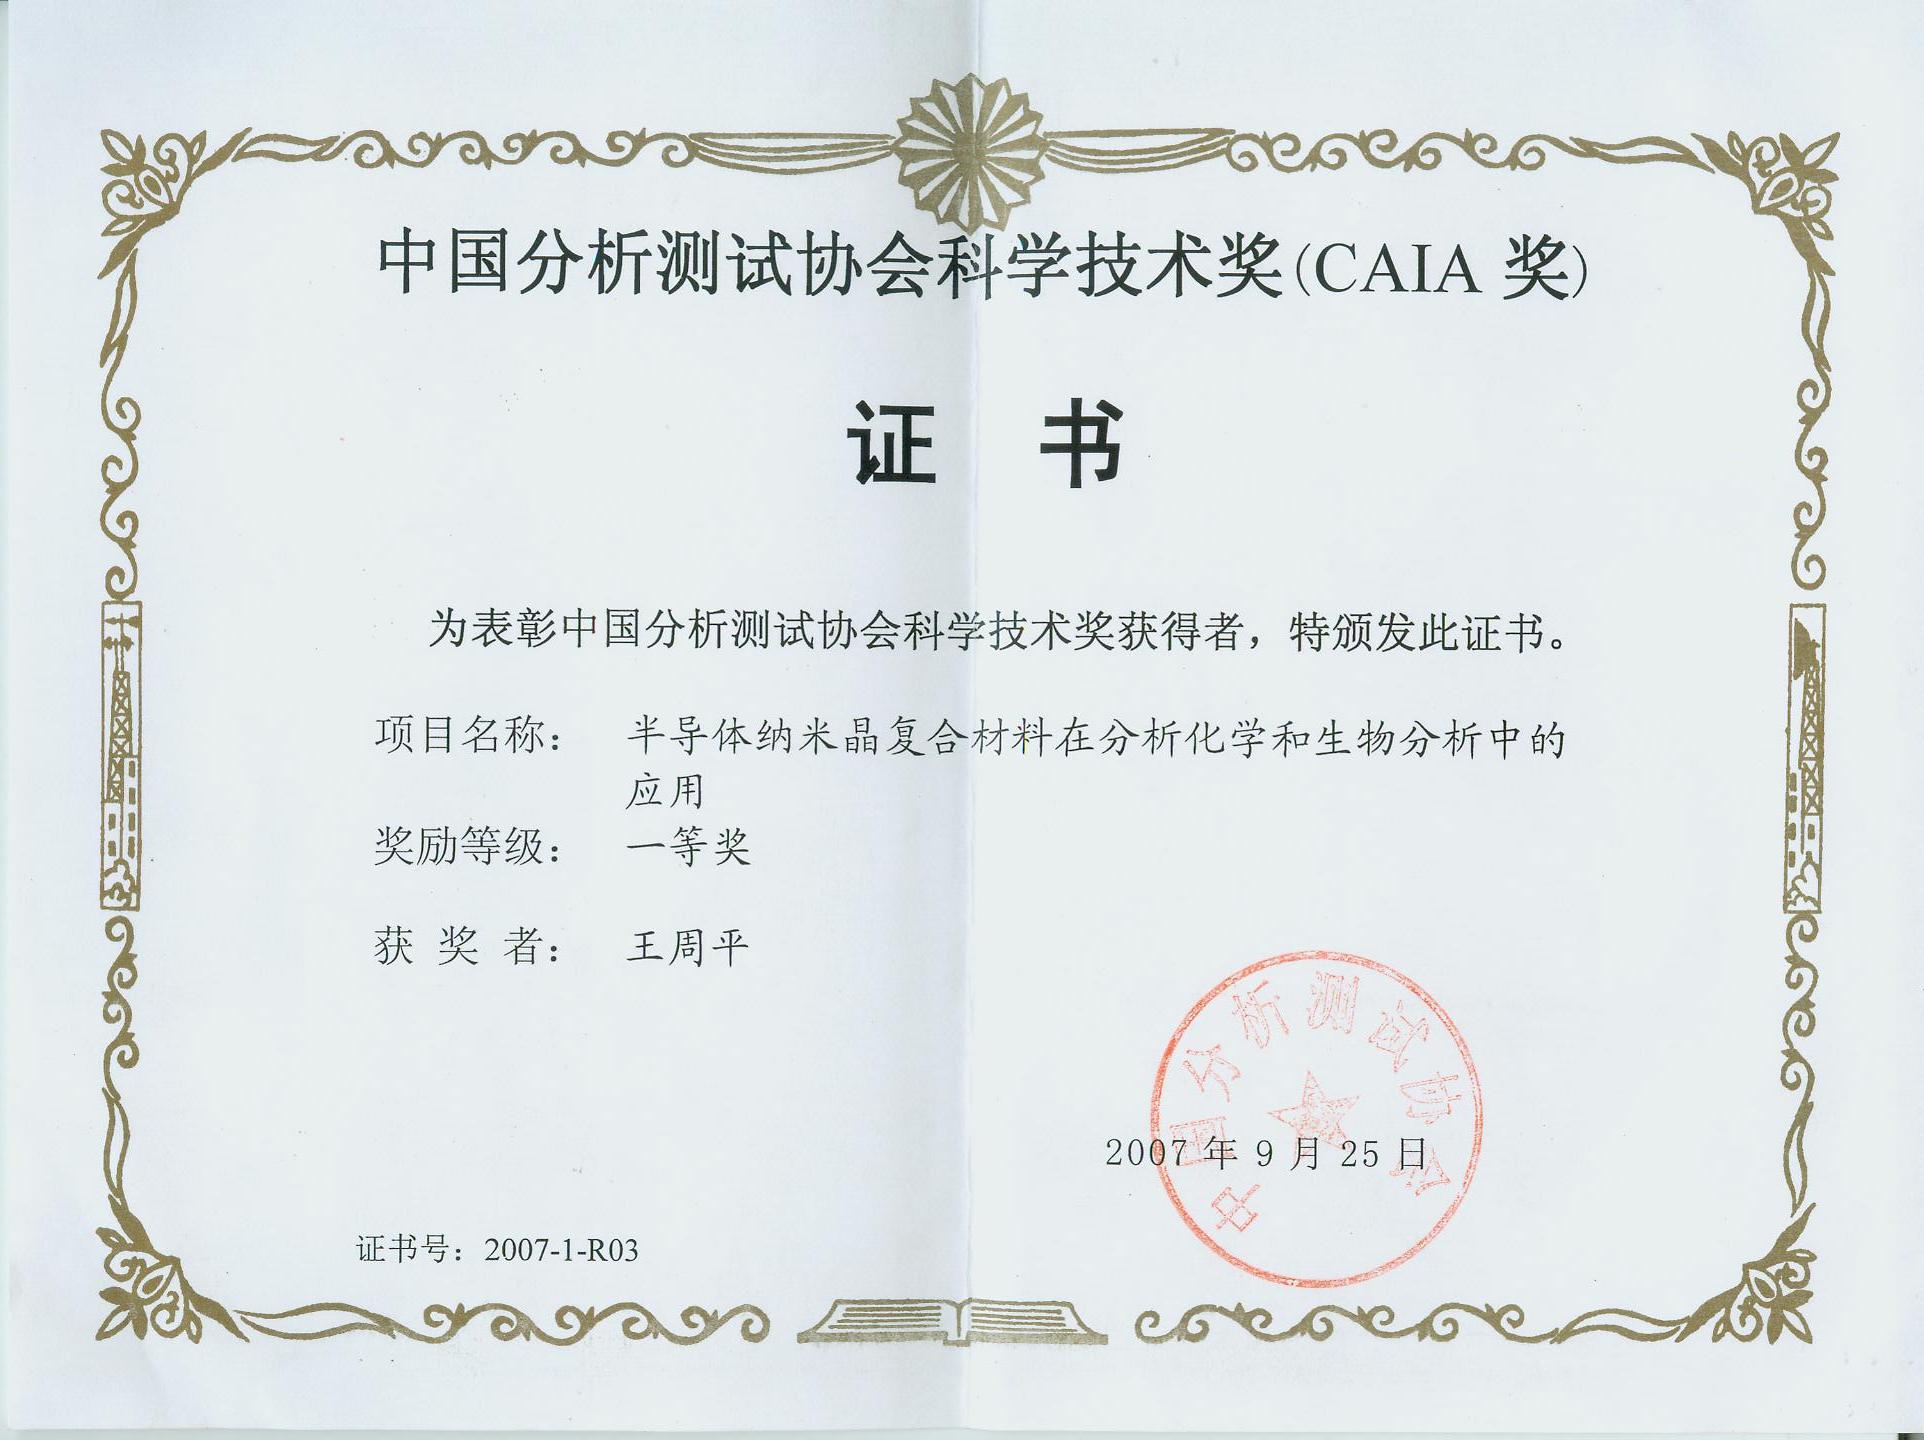 中国分析测试协会科学技术奖(CAIA 奖)
证 书
为表彰中国分析测试协会科学技术奖获得者，特颁发此证书。
项目名称： 半导体纳米晶复合材料在分析化学和生物分析中的
应用
奖励等级： 一等奖
获 奖 者： 王周平
中国分析测试协会
2007 年 9 月 25 日
证书号：2007-1-R03